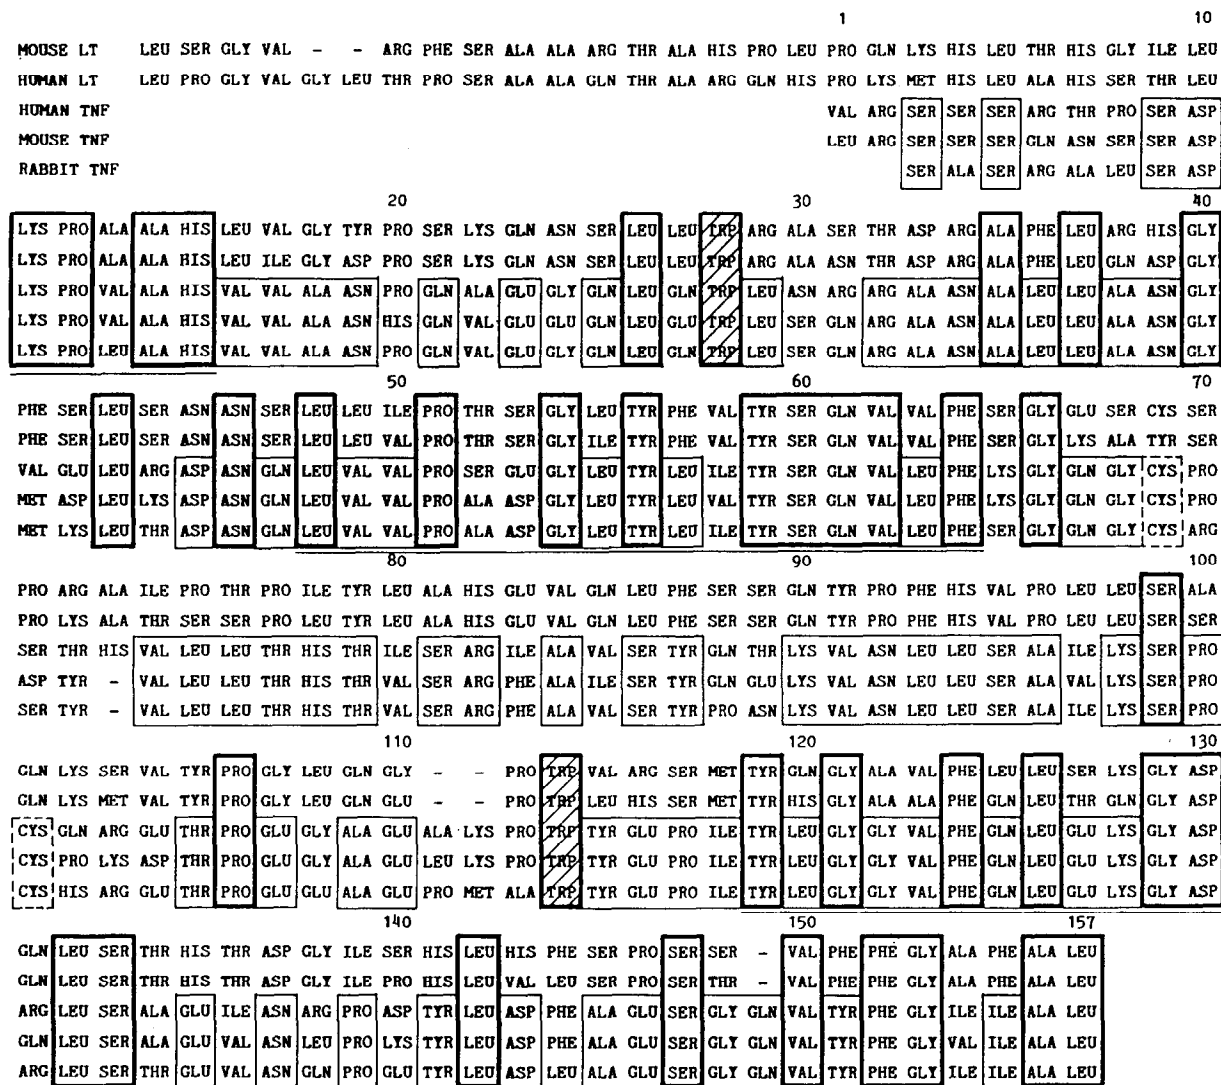 1 10
MOUSE LT LEU SER GLY VAL - - ARG PHE SER ALA ALA ARG THR ALA HIS PRO LEU PRO GLN LYS HIS LEU THR HIS GLY ILE LEU
HUMAN LT LEU PRO GLY VAL GLY LEU THR PRO SER ALA ALA GLN THR ALA ARG GLN HIS PRO LYS MET HIS LEU ALA HIS SER THR LEU
HUMAN TNF VAL ARG SER SER SER ARG THR PRO SER ASP
MOUSE TNF LEU ARG SER SER SER GLN ASN SER SER ASP
RABBIT TNF SER ALA SER ARG ALA LEU SER ASP
20 30 40
LYS PRO ALA ALA HIS LEU VAL GLY TYR PRO SER LYS GLN ASN SER LEU LEU TRP ARG ALA SER THR ASP ARG ALA PHE LEU ARG HIS GLY
LYS PRO ALA ALA HIS LEU ILE GLY ASP PRO SER LYS GLN ASN SER LEU LEU TRP ARG ALA ASN THR ASP ARG ALA PHE LEU GLN ASP GLY
LYS PRO VAL ALA HIS VAL VAL ALA ASN PRO GLN ALA GLU GLY GLN LEU GLN TRP LEU ASN ARG ARG ALA ASN ALA LEU LEU ALA ASN GLY
LYS PRO VAL ALA HIS VAL VAL ALA ASN HIS GLN VAL GLU GLU GLN LEU GLU TRP LEU SER GLN ARG ALA ASN ALA LEU LEU ALA ASN GLY
LYS PRO LEU ALA HIS VAL VAL ALA ASN PRO GLN VAL GLU GLY GLN LEU GLN TRP LEU SER GLN ARG ALA ASN ALA LEU LEU ALA ASN GLY
50 60 70
PHE SER LEU SER ASN ASN SER LEU LEU ILE PRO THR SER GLY LEU TYR PHE VAL TYR SER GLN VAL VAL PHE SER GLY GLU SER CYS SER
PHE SER LEU SER ASN ASN SER LEU LEU VAL PRO THR SER GLY ILE TYR PHE VAL TYR SER GLN VAL VAL PHE SER GLY LYS ALA TYR SER
VAL GLU LEU ARG ASP ASN GLN LEU VAL VAL PRO SER GLU GLY LEU TYR LEU ILE TYR SER GLN VAL LEU PHE LYS GLY GLN GLY CYS PRO
MET ASP LEU LYS ASP ASN GLN LEU VAL VAL PRO ALA ASP GLY LEU TYR LEU VAL TYR SER GLN VAL LEU PHE LYS GLY GLN GLY CYS PRO
MET LYS LEU THR ASP ASN GLN LEU VAL VAL PRO ALA ASP GLY LEU TYR LEU ILE TYR SER GLN VAL LEU PHE SER GLY GLN GLY CYS ARG
80 90 100
PRO ARG ALA ILE PRO THR PRO ILE TYR LEU ALA HIS GLU VAL GLN LEU PHE SER SER GLN TYR PRO PHE HIS VAL PRO LEU LEU SER ALA
PRO LYS ALA THR SER SER PRO LEU TYR LEU ALA HIS GLU VAL GLN LEU PHE SER SER GLN TYR PRO PHE HIS VAL PRO LEU LEU SER SER
SER THR HIS VAL LEU LEU THR HIS THR ILE SER ARG ILE ALA VAL SER TYR GLN THR LYS VAL ASN LEU LEU SER ALA ILE LYS SER PRO
ASP TYR - VAL LEU LEU THR HIS THR VAL SER ARG PHE ALA ILE SER TYR GLN GLU LYS VAL ASN LEU LEU SER ALA VAL LYS SER PRO
SER TYR - VAL LEU LEU THR HIS THR VAL SER ARG PHE ALA VAL SER TYR PRO ASN LYS VAL ASN LEU LEU SER ALA ILE LYS SER PRO
110 120 130
GLN LYS SER VAL TYR PRO GLY LEU GLN GLY - - PRO TRP VAL ARG SER MET TYR GLN GLY ALA VAL PHE LEU LEU SER LYS GLY ASP
GLN LYS MET VAL TYR PRO GLY LEU GLN GLU - - PRO TRP LEU HIS SER MET TYR HIS GLY ALA ALA PHE GLN LEU THR GLN GLY ASP
CYS GLN ARG GLU THR PRO GLU GLY ALA GLU ALA LYS PRO TRP TYR GLU PRO ILE TYR LEU GLY GLY VAL PHE GLN LEU GLU LYS GLY ASP
CYS PRO LYS ASP THR PRO GLU GLY ALA GLU LEU LYS PRO TRP TYR GLU PRO ILE TYR LEU GLY GLY VAL PHE GLN LEU GLU LYS GLY ASP
CYS HIS ARG GLU THR PRO GLU GLU ALA GLU PRO MET ALA TRP TYR GLU PRO ILE TYR LEU GLY GLY VAL PHE GLN LEU GLU LYS GLY ASP
140 150 157
GLN LEU SER THR HIS THR ASP GLY ILE SER HIS LEU HIS PHE SER PRO SER SER - VAL PHE PHE GLY ALA PHE ALA LEU
GLN LEU SER THR HIS THR ASP GLY ILE PRO HIS LEU VAL LEU SER PRO SER THR - VAL PHE PHE GLY ALA PHE ALA LEU
ARG LEU SER ALA GLU ILE ASN ARG PRO ASP TYR LEU ASP PHE ALA GLU SER GLY GLN VAL TYR PHE GLY ILE ILE ALA LEU
GLN LEU SER ALA GLU VAL ASN LEU PRO LYS TYR LEU ASP PHE ALA GLU SER GLY GLN VAL TYR PHE GLY VAL ILE ALA LEU
ARG LEU SER THR GLU VAL ASN GLN PRO GLU TYR LEU ASP LEU ALA GLU SER GLY GLN VAL TYR PHE GLY ILE ILE ALA LEU